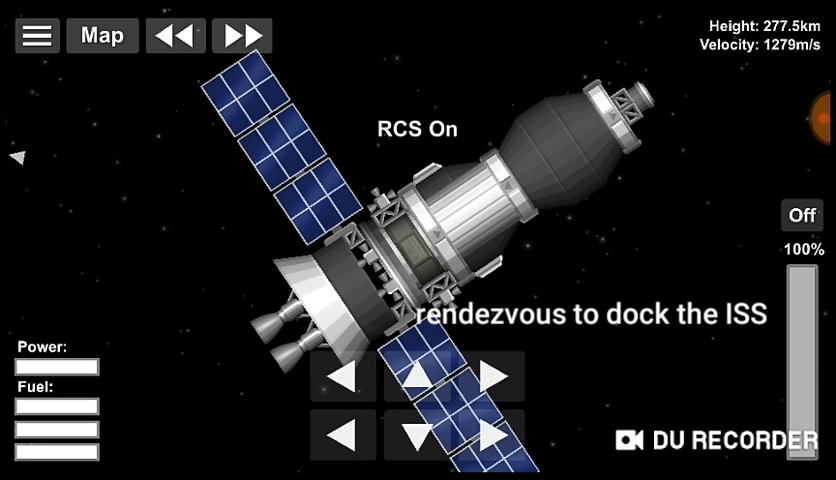 Map
Height: 277.5km
Velocity: 1279m/s
RCS On
Off
100%
rendezvous to dock the ISS
Power:
Fuel:
DU RECORDER